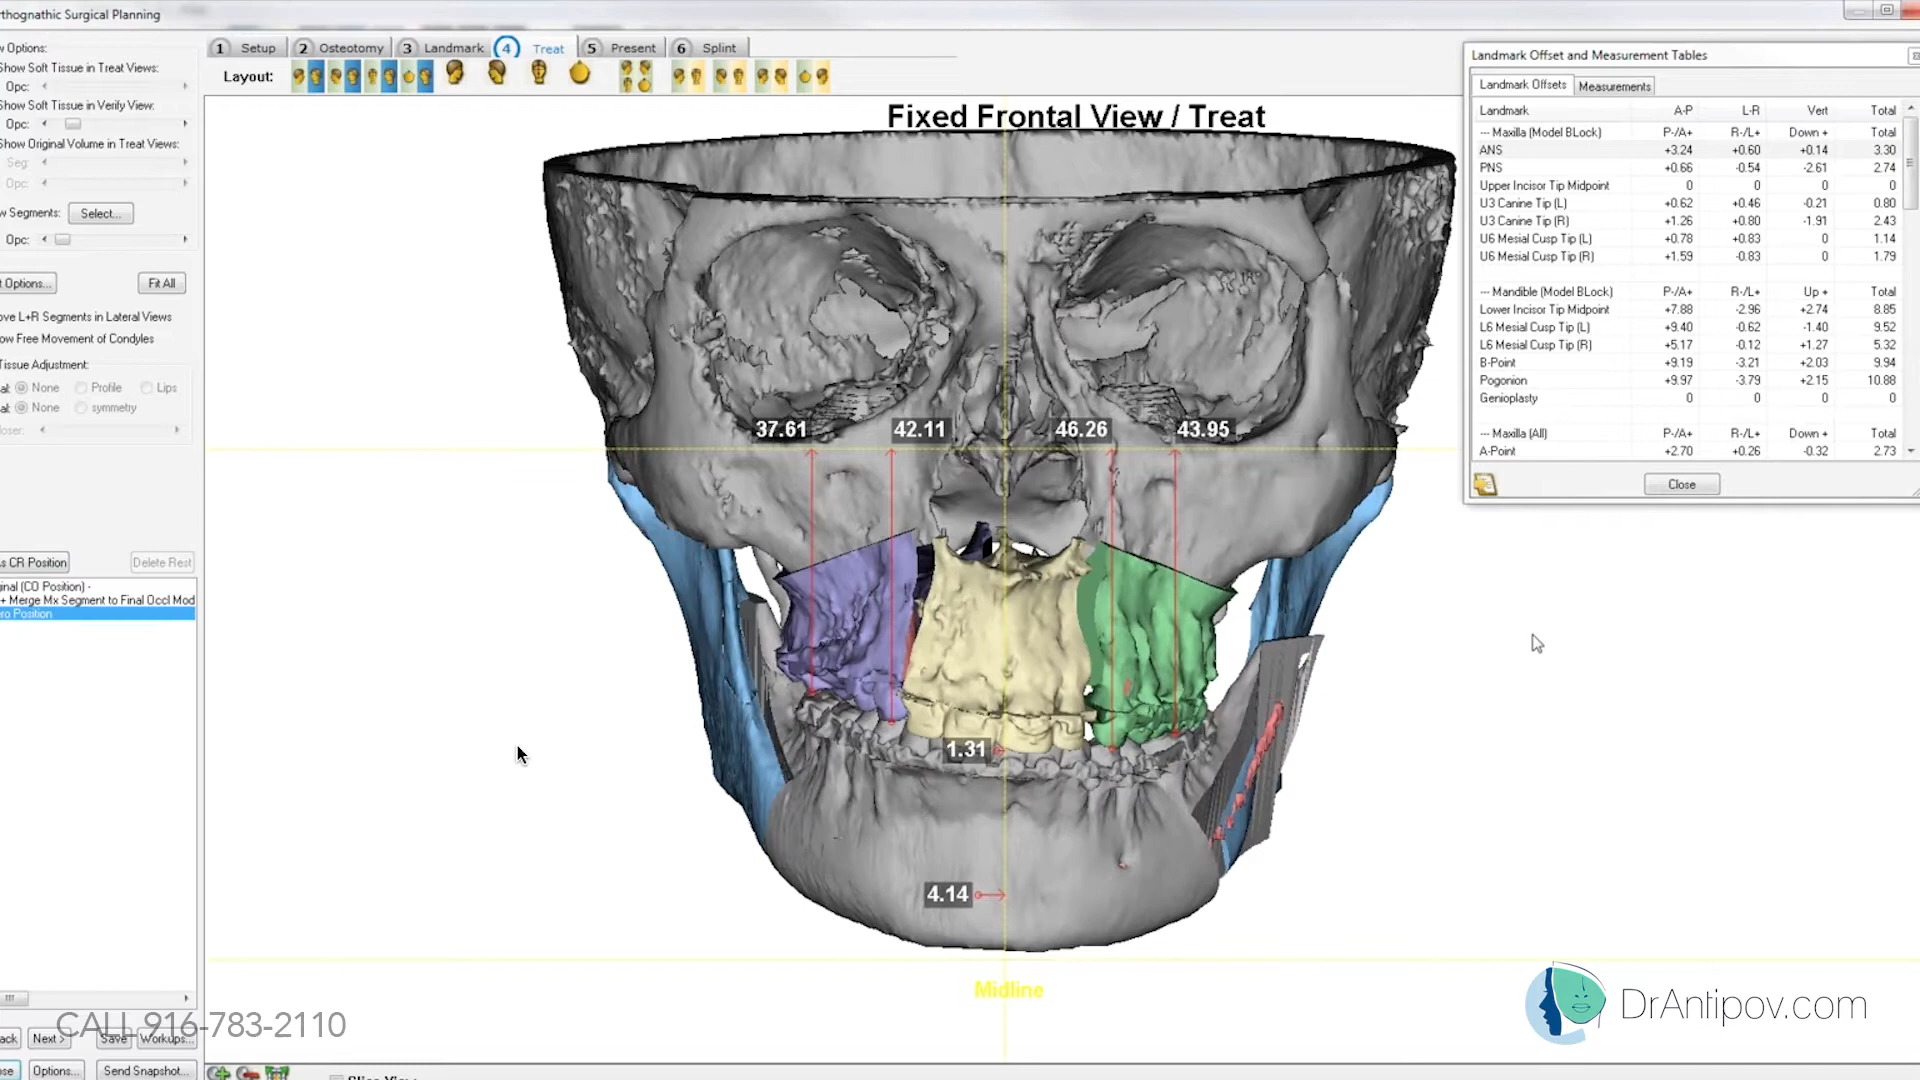 thognathic Surgical Planning
w Options:
Show Soft Tissue in Treat Views:
Opc:
Show Soft Tissue in Verify View:
Opc:
Show Original Volume in Treat Views:
Seg:
Opc:
w Segments: Select...
Opc:
t Options... Fit All
ove L+R Segments in Lateral Views
ow Free Movement of Condyles
Tissue Adjustment:
al: None Profile Lips
al: None symmetry
loser:
s CR Position Delete Rest
inal (CO Position) -
+ Merge Mx Segment to Final Occl Mod
ro Position
CALL 916-783-2110
ack Next > Save Workups...
ose Options... Send Snapshot...
1 Setup 2 Osteotomy 3 Landmark 4 Treat 5 Present 6 Splint
Layout:
Fixed Frontal View / Treat
37.61 42.11 46.26 43.95
1.31
4.14
Midline
Slice View
Landmark Offset and Measurement Tables
Landmark Offsets Measurements
Landmark A-P L-R Vert Total
--- Maxilla (Model BLock) P-/A+ R-/L+ Down + Total
ANS +3.24 +0.60 +0.14 3.30
PNS +0.66 -0.54 -2.61 2.74
Upper Incisor Tip Midpoint 0 0 0 0
U3 Canine Tip (L) +0.62 +0.46 -0.21 0.80
U3 Canine Tip (R) +1.26 +0.80 -1.91 2.43
U6 Mesial Cusp Tip (L) +0.78 +0.83 0 1.14
U6 Mesial Cusp Tip (R) +1.59 -0.83 0 1.79
--- Mandible (Model BLock) P-/A+ R-/L+ Up + Total
Lower Incisor Tip Midpoint +7.88 -2.96 +2.74 8.85
L6 Mesial Cusp Tip (L) +9.40 -0.62 -1.40 9.52
L6 Mesial Cusp Tip (R) +5.17 -0.12 +1.27 5.32
B-Point +9.19 -3.21 +2.03 9.94
Pogonion +9.97 -3.79 +2.15 10.88
Genioplasty 0 0 0 0
--- Maxilla (All) P-/A+ R-/L+ Down + Total
A-Point +2.70 +0.26 -0.32 2.73
Close
DrAntipov.com